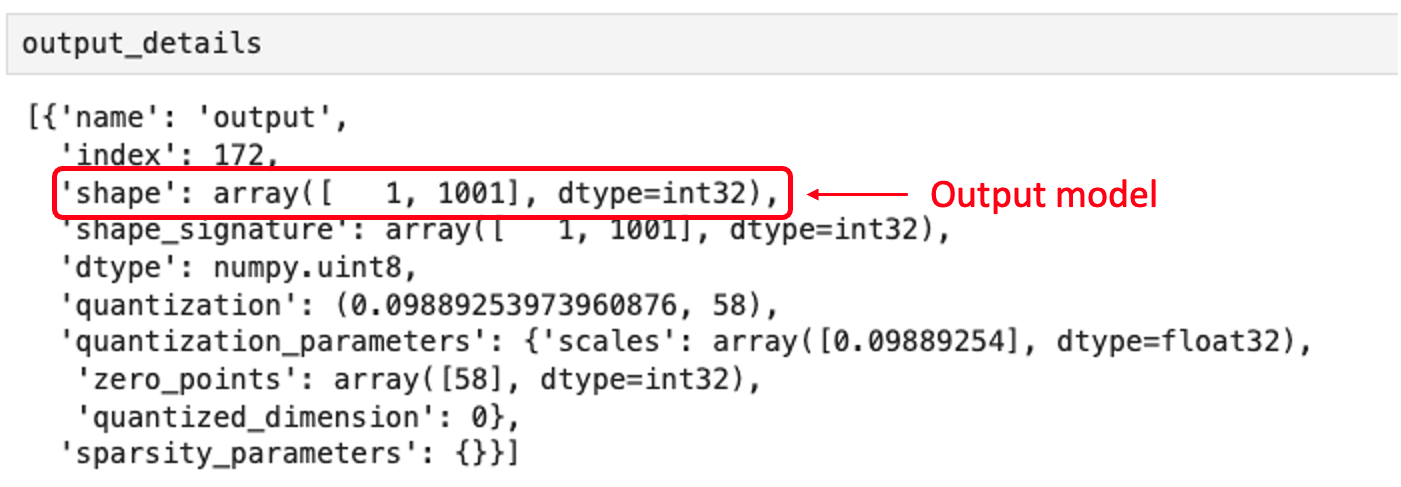 output_details
[{'name': 'output',
'index': 172,
'shape': array([   1, 1001], dtype=int32),
Output model
'shape_signature': array([   1, 1001], dtype=int32),
'dtype': numpy.uint8,
'quantization': (0.09889253973960876, 58),
'quantization_parameters': {'scales': array([0.09889254], dtype=float32),
'zero_points': array([58], dtype=int32),
'quantized_dimension': 0},
'sparsity_parameters': {}}]